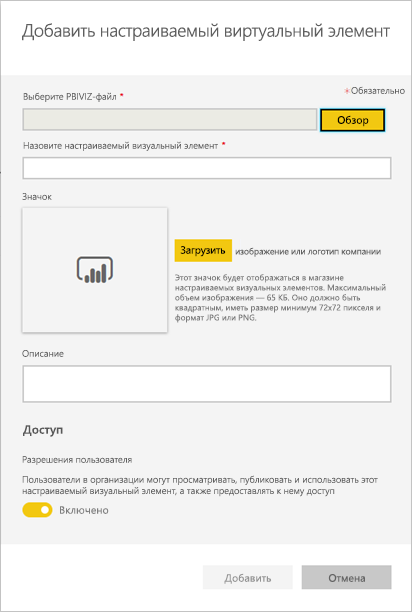 Добавить настраиваемый виртуальный элемент
*Обязательно
Выберите PBIVIZ-файл *
Обзор
Назовите настраиваемый визуальный элемент *
Значок
Загрузить изображение или логотип компании
Этот значок будет отображаться в магазине
настраиваемых визуальных элементов. Максимальный
объем изображения — 65 КБ. Оно должно быть
квадратным, иметь размер минимум 72x72 пикселя и
формат JPG или PNG.
Описание
Доступ
Разрешения пользователя
Пользователи в организации могут просматривать, публиковать и использовать этот
настраиваемый визуальный элемент, а также предоставлять к нему доступ
Включено
Добавить
Отмена